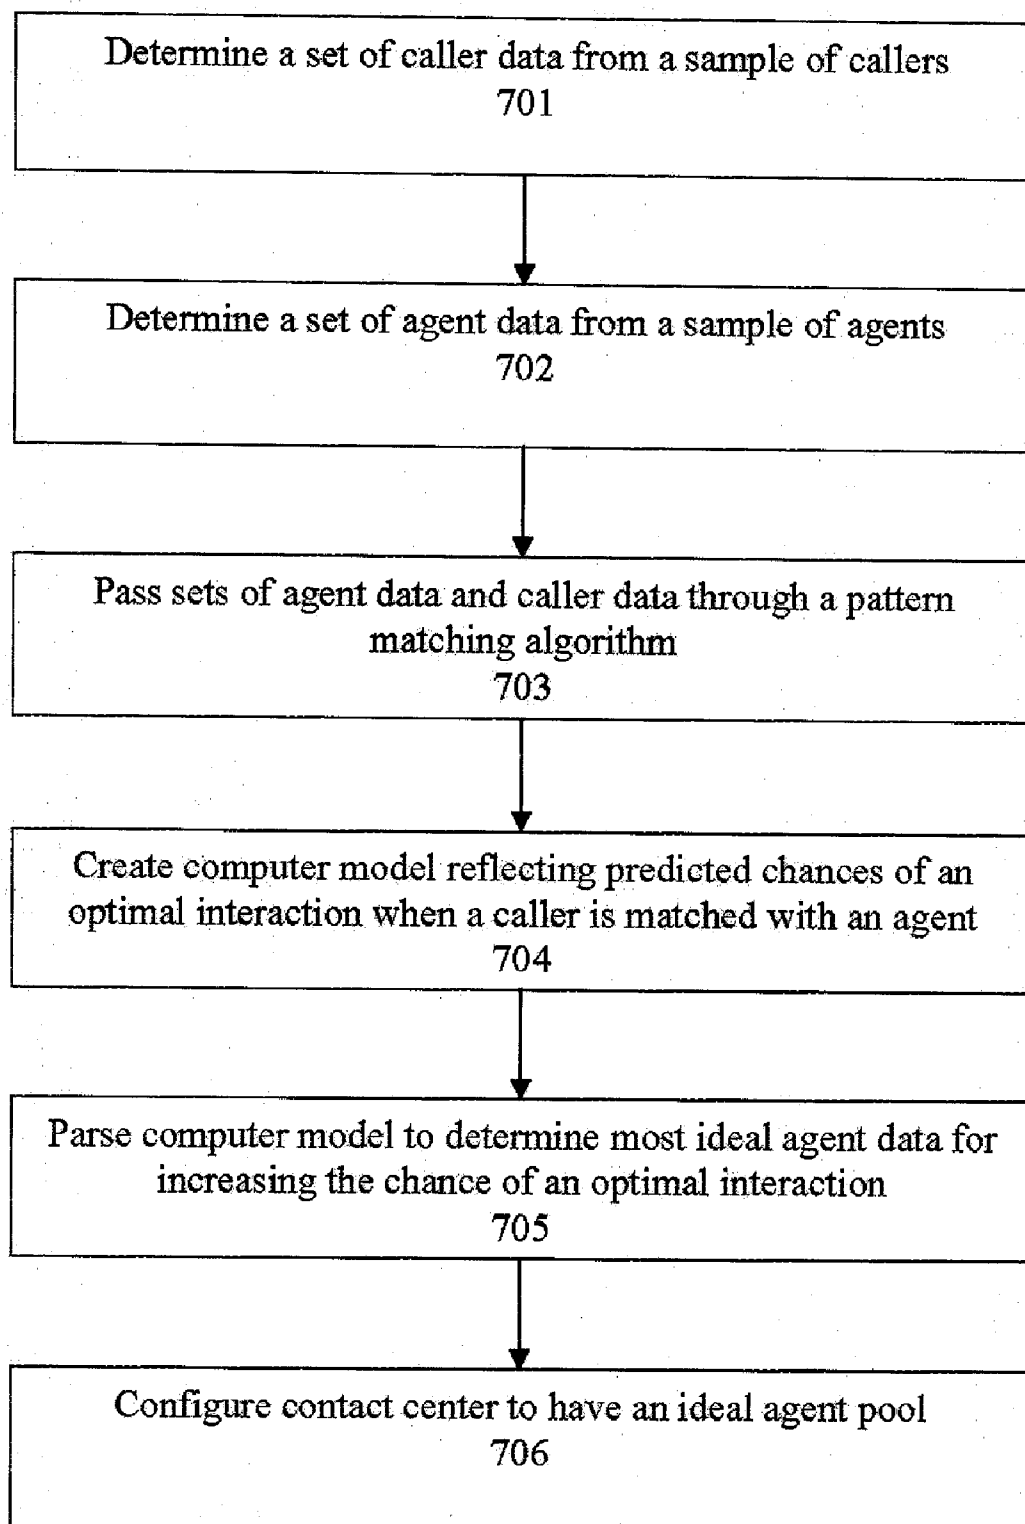 Determine a set of caller data from a sample of callers
701
Determine a set of agent data from a sample of agents
702
Pass sets of agent data and caller data through a pattern
matching algorithm
703
Create computer model reflecting predicted chances of an
optimal interaction when a caller is matched with an agent
704
Parse computer model to determine most ideal agent data for
increasing the chance of an optimal interaction
705
Configure contact center to have an ideal agent pool
706